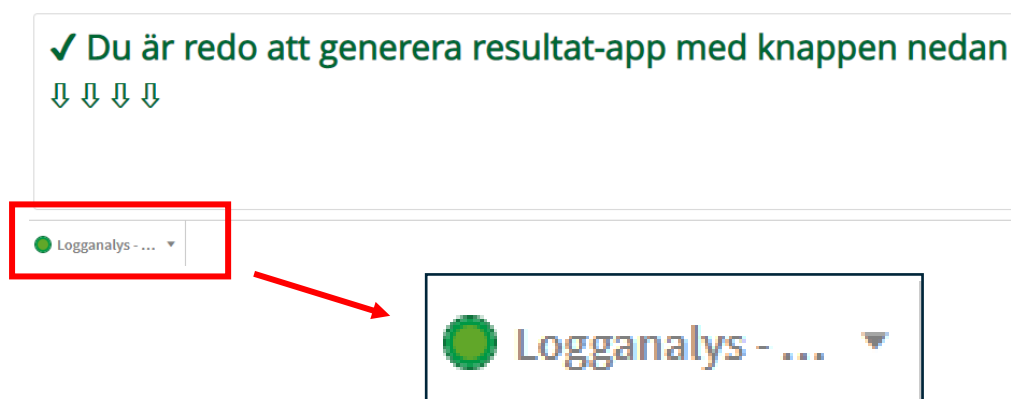 ✓ Du är redo att generera resultat-app med knappen nedan
⇩ ⇩ ⇩ ⇩
Logganalys - ...
Logganalys - ...